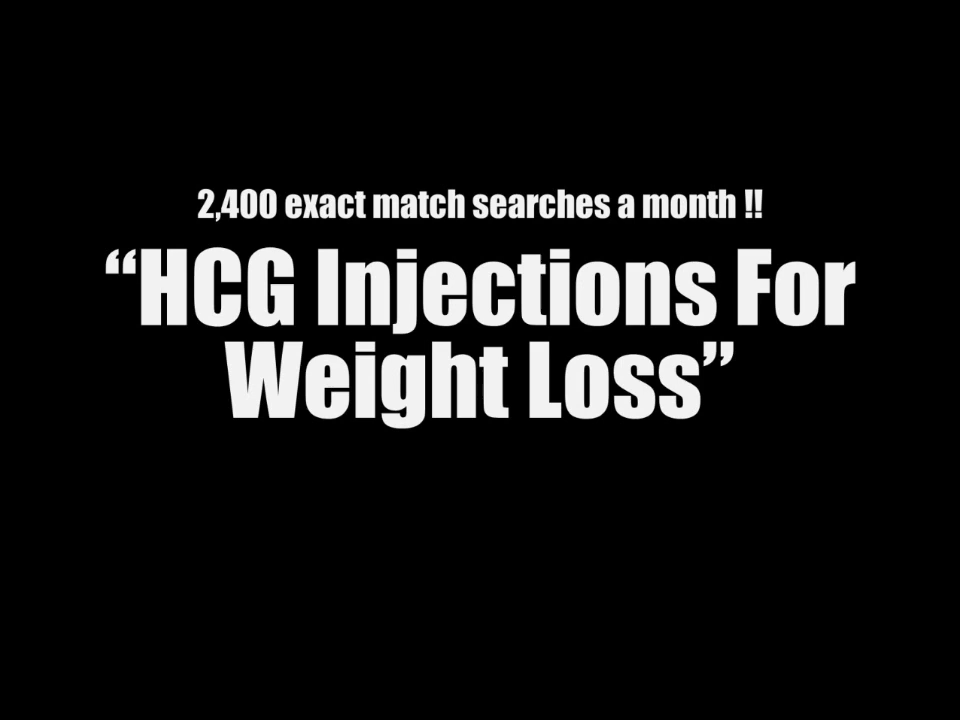 2,400 exact match searches a month !!
“HCG Injections For
Weight Loss”